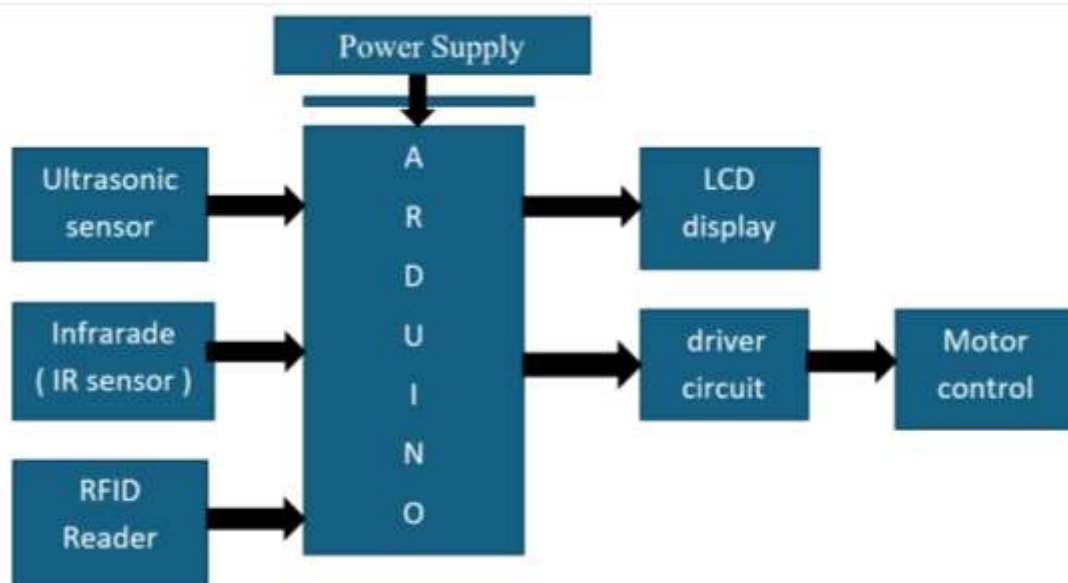 Power Supply
Ultrasonic
sensor
Infrarade
( IR sensor )
RFID
Reader
A
R
D
U
I
N
O
LCD
display
driver
circuit
Motor
control